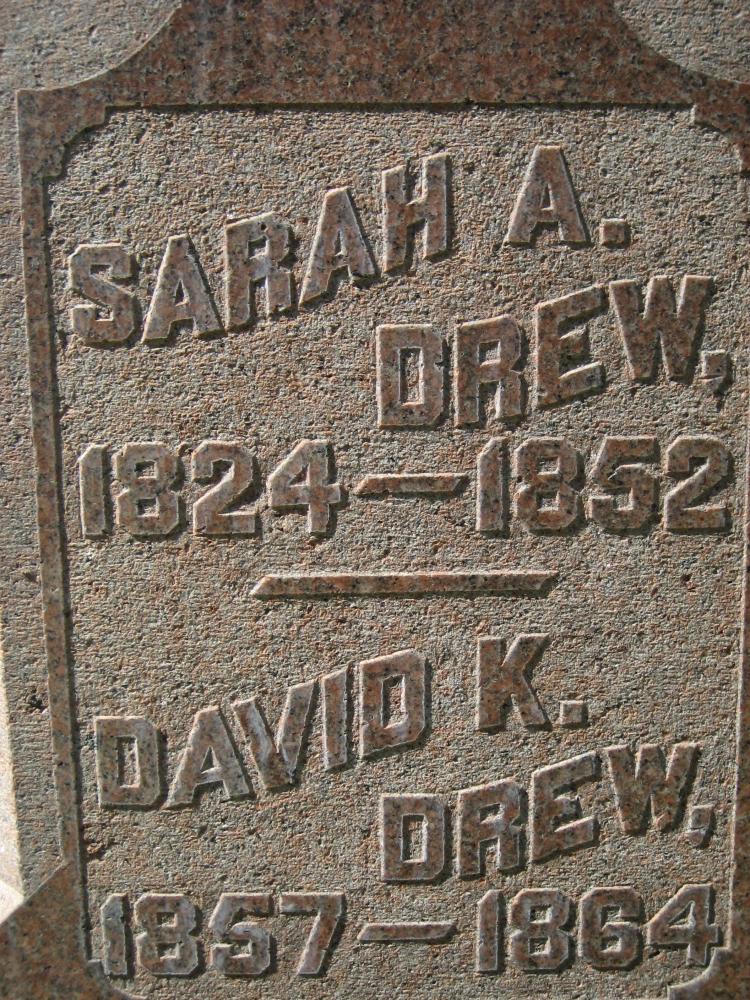 SARAH A.
DREW,
1824—1852
DAVID K.
DREW,
1857—1864